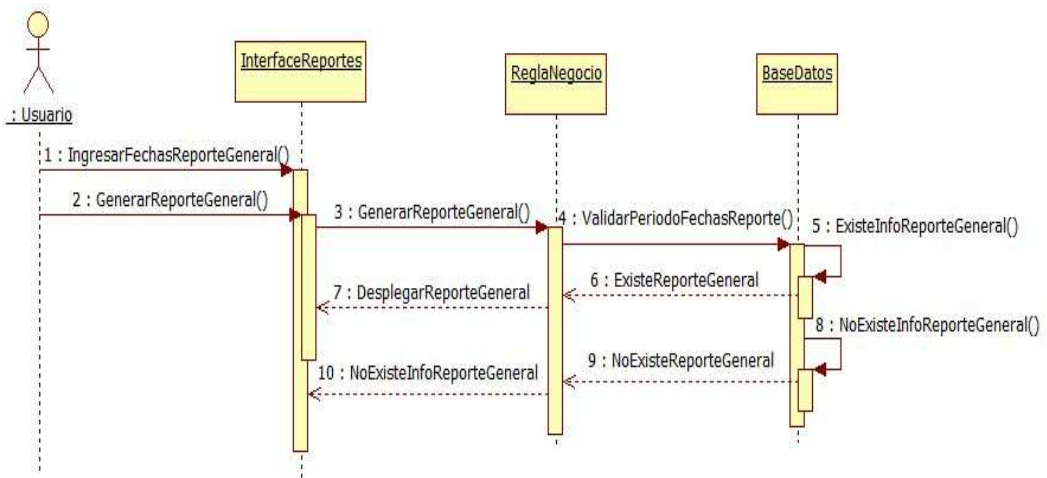 InterfaceReportes
ReglaNegocio
BaseDatos
: Usuario
1 : IngresarFechasReporteGeneral()
2 : GenerarReporteGeneral()
3 : GenerarReporteGeneral()
4 : ValidarPeriodoFechasReporte()
5 : ExisteInfoReporteGeneral()
6 : ExisteReporteGeneral
7 : DesplegarReporteGeneral
8 : NoExisteInfoReporteGeneral()
9 : NoExisteReporteGeneral
10 : NoExisteInfoReporteGeneral